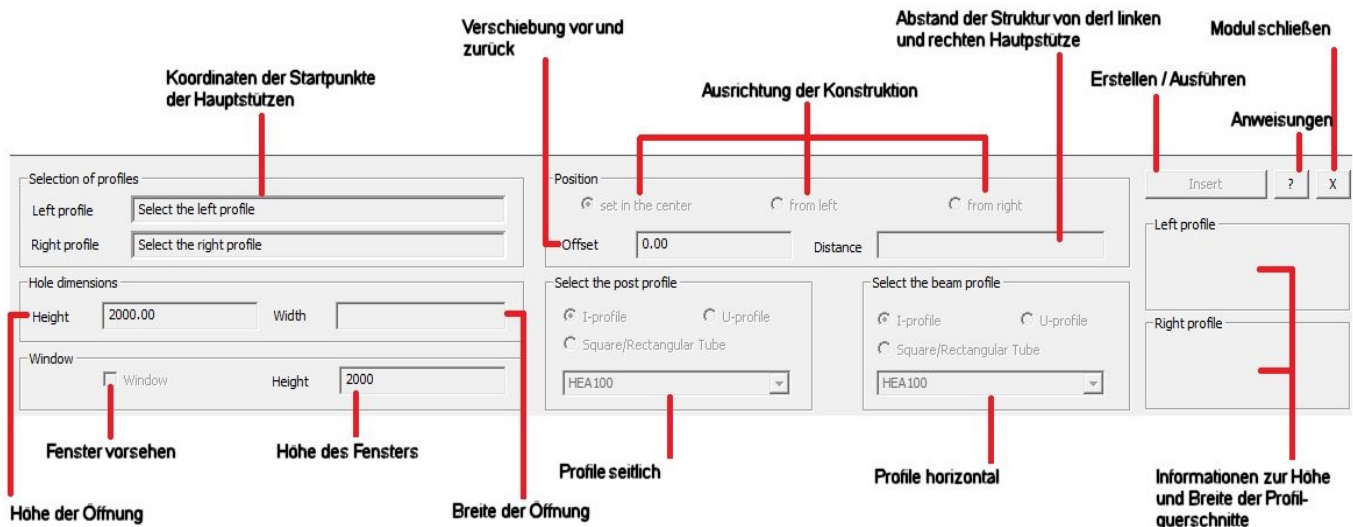 Verschiebung vor und
zurück
Abstand der Struktur von derl linken
und rechten Hautpstütze
Modul schließen
Koordinaten der Startpunkte
der Hauptstützen
Ausrichtung der Konstruktion
Erstellen / Ausführen
Anweisungen
Selection of profiles
Left profile
Select the left profile
Right profile
Select the right profile
Position
set in the center
from left
from right
Offset
0.00
Distance
Insert
?
X
Left profile
Right profile
Hole dimensions
Height
2000.00
Width
Window
Window
Height
2000
Select the post profile
I-profile
U-profile
Square/Rectangular Tube
HEA100
Select the beam profile
I-profile
U-profile
Square/Rectangular Tube
HEA100
Fenster vorsehen
Höhe des Fensters
Profile seitlich
Profile horizontal
Informationen zur Höhe
und Breite der Profil-
querschnitte
Höhe der Öffnung
Breite der Öffnung